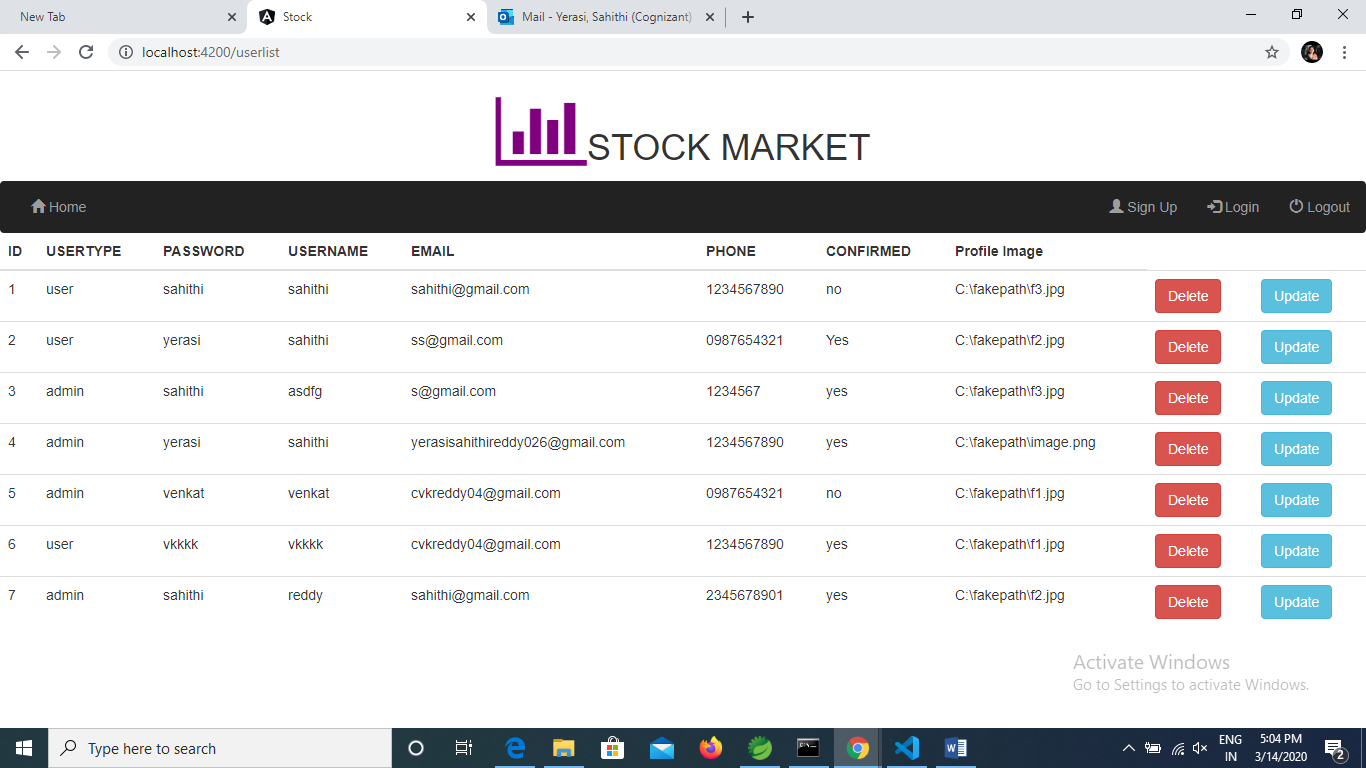 New Tab
Stock
Mail - Yerasi, Sahithi (Cognizant)
localhost:4200/userlist
STOCK MARKET
Home Sign Up Login Logout
ID USERTYPE PASSWORD USERNAME EMAIL PHONE CONFIRMED Profile Image
1 user sahithi sahithi sahithi@gmail.com 1234567890 no C:\fakepath\f3.jpg Delete Update
2 user yerasi sahithi ss@gmail.com 0987654321 Yes C:\fakepath\f2.jpg Delete Update
3 admin sahithi asdfg s@gmail.com 1234567 yes C:\fakepath\f3.jpg Delete Update
4 admin yerasi sahithi yerasisahithireddy026@gmail.com 1234567890 yes C:\fakepath\image.png Delete Update
5 admin venkat venkat cvkreddy04@gmail.com 0987654321 no C:\fakepath\f1.jpg Delete Update
6 user vkkkk vkkkk cvkreddy04@gmail.com 1234567890 yes C:\fakepath\f1.jpg Delete Update
7 admin sahithi reddy sahithi@gmail.com 2345678901 yes C:\fakepath\f2.jpg Delete Update
Activate Windows
Go to Settings to activate Windows.
Type here to search
ENG
IN
5:04 PM
3/14/2020
2